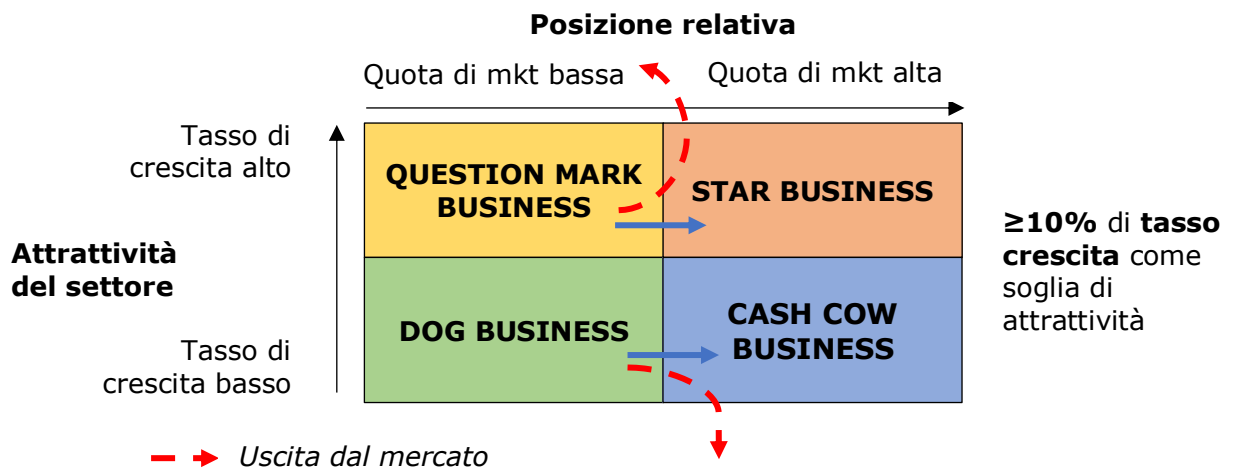 Posizione relativa
Quota di mkt bassa
Quota di mkt alta
Tasso di
crescita alto
QUESTION MARK
BUSINESS
STAR BUSINESS
Attrattività
del settore
≥10% di tasso
crescita come
soglia di
attrattività
DOG BUSINESS
CASH COW
BUSINESS
Tasso di
crescita basso
Uscita dal mercato